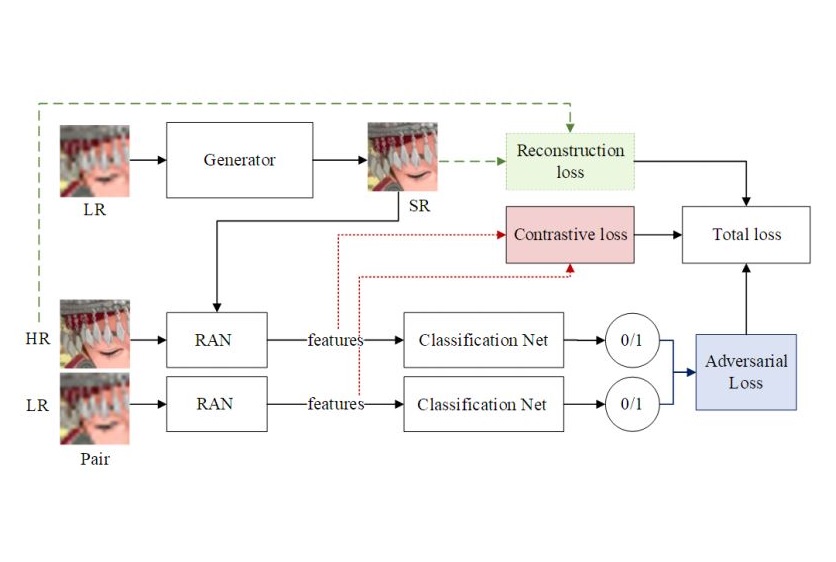 LR
Generator
SR
Reconstruction
loss
Contrastive loss
Total loss
HR
RAN
features
Classification Net
0/1
Adversarial
Loss
LR
RAN
features
Classification Net
0/1
Pair